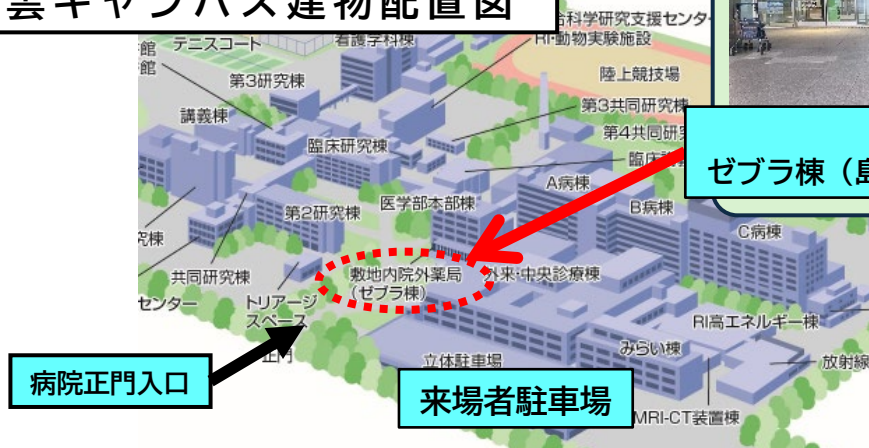 雲キャンパス建物配置図
館
館
テニスコート
看護学科棟
合科学研究支援センタ
RI・動物実験施設
第3研究棟
陸上競技場
講義棟
第3共同研究棟
第4共同研
臨床研究棟
臨床
ゼブラ棟（
A病棟
B病棟
医学部本部棟
第2研究棟
C病棟
究棟
共同研究棟
敷地内院外薬局
（ゼブラ棟）
外来・中央診療棟
センター
トリアージ
スペース
RI高エネルギー棟
正門
みらい棟
立体駐車場
放射線
病院正門入口
来場者駐車場
MRI-CT装置棟